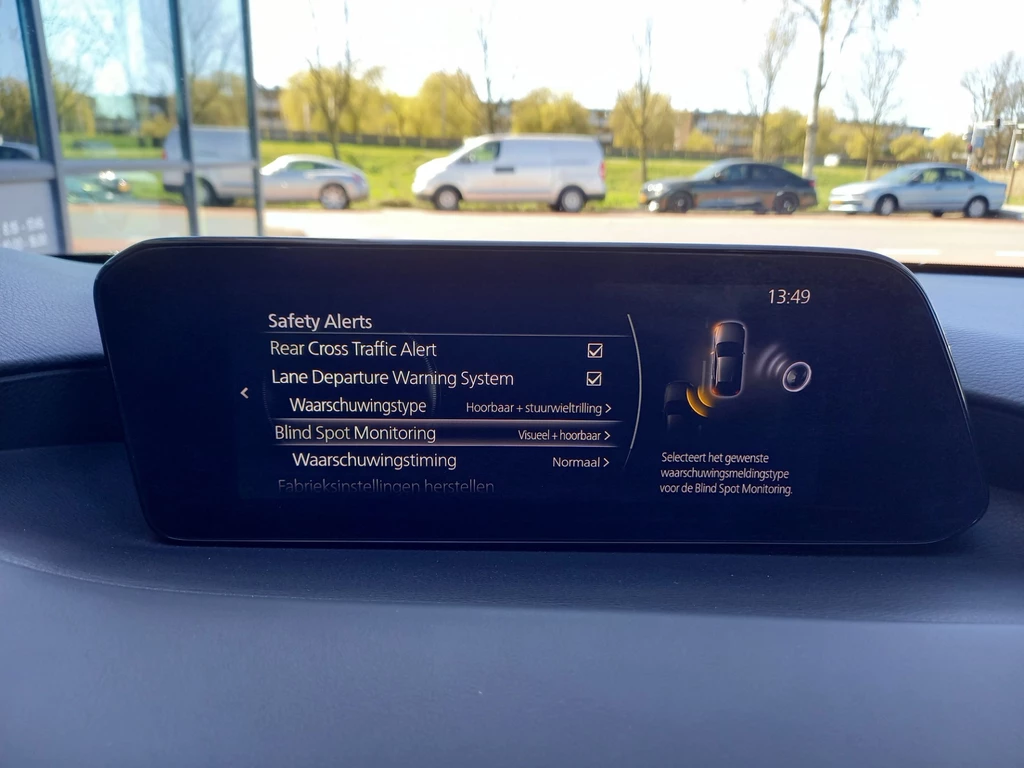 13:49
Safety Alerts
Rear Cross Traffic Alert
Lane Departure Warning System
Waarschuwingstype Hoorbaar + stuurwieltrilling >
Blind Spot Monitoring Visueel + hoorbaar >
Waarschuwingstiming Normaal >
Fabrieksinstellingen herstellen
Selecteert het gewenste
waarschuwingsmeldingstype
voor de Blind Spot Monitoring.